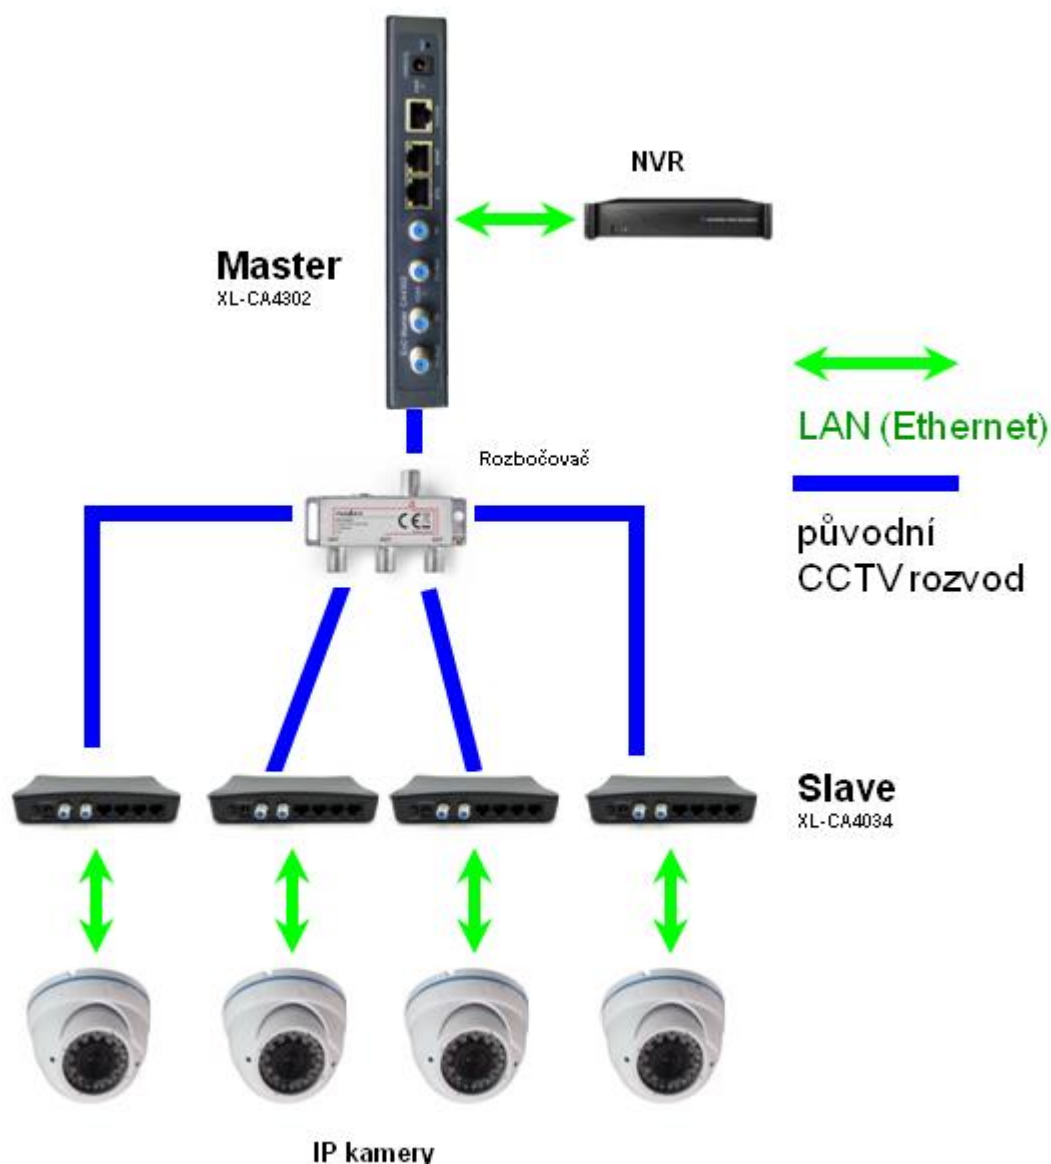 NVR
Master
XL-CA4302
LAN (Ethernet)
Rozbočovač
původní
CCTV rozvod
Slave
XL-CA4034
IP kamery